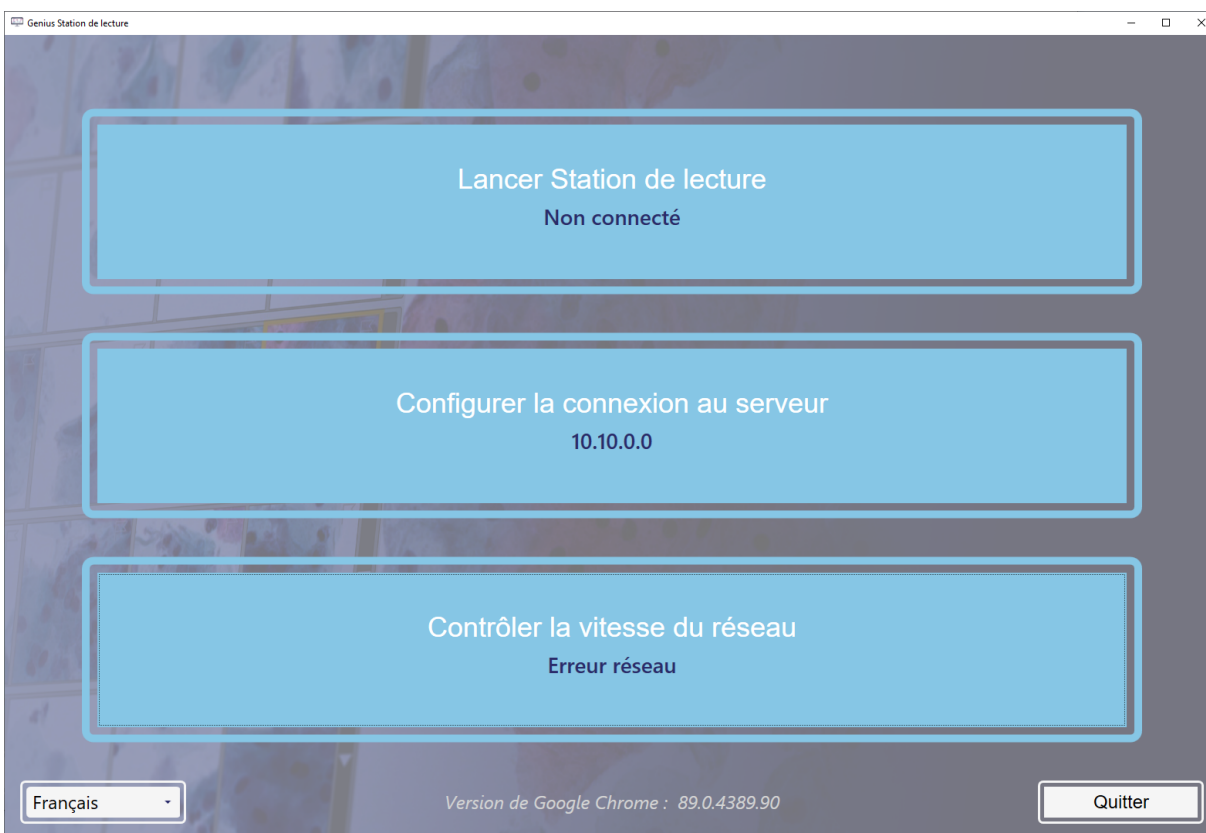 Genius Station de lecture
Lancer Station de lecture
Non connecté
Configurer la connexion au serveur
10.10.0.0
Contrôler la vitesse du réseau
Erreur réseau
Français
Version de Google Chrome : 89.0.4389.90
Quitter